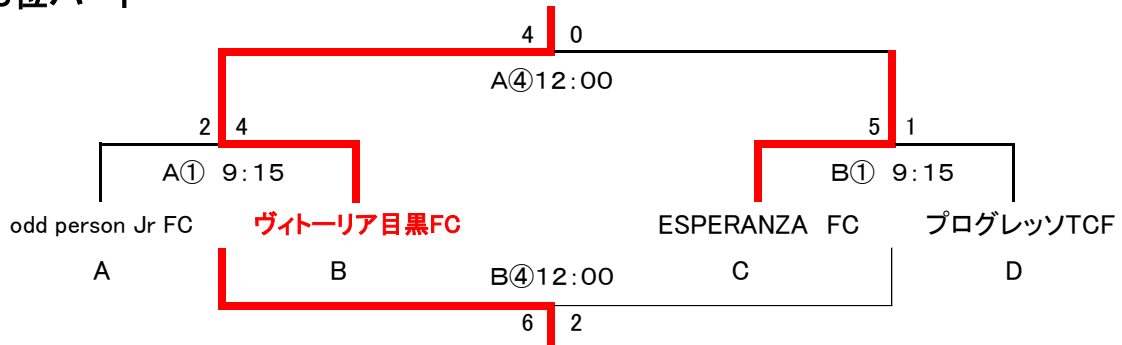 4 0
A④12:00
2 4
5 1
A① 9:15
B① 9:15
odd person Jr FC
ヴィトーリア目黒FC
ESPERANZA FC
プログレッソTCF
A
B
B④12:00
C
D
6 2